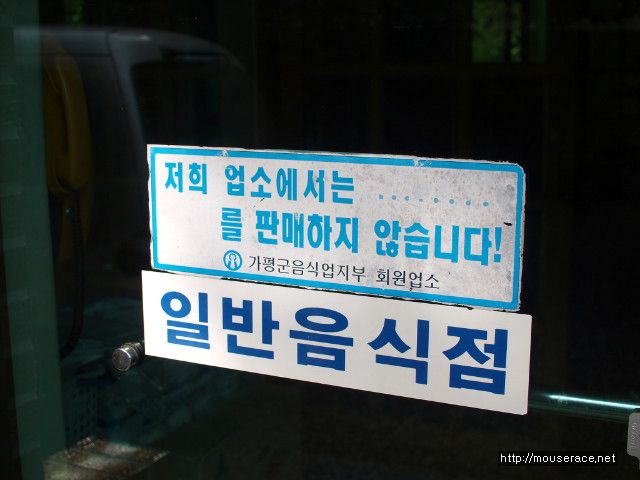 저희 업소에서는 ........
를 판매하지 않습니다!
가평군음식업지부 회원업소
일반음식점
http://mouserace.net